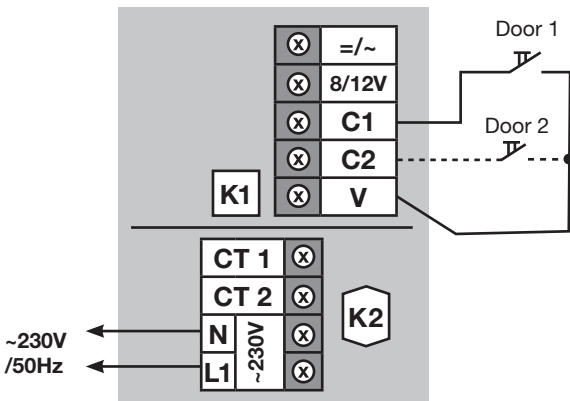 Door 1
=/~
8/12V
C1
Door 2
C2
K1
V
CT 1
CT 2
K2
N
~230V
L1
~230V
/50Hz